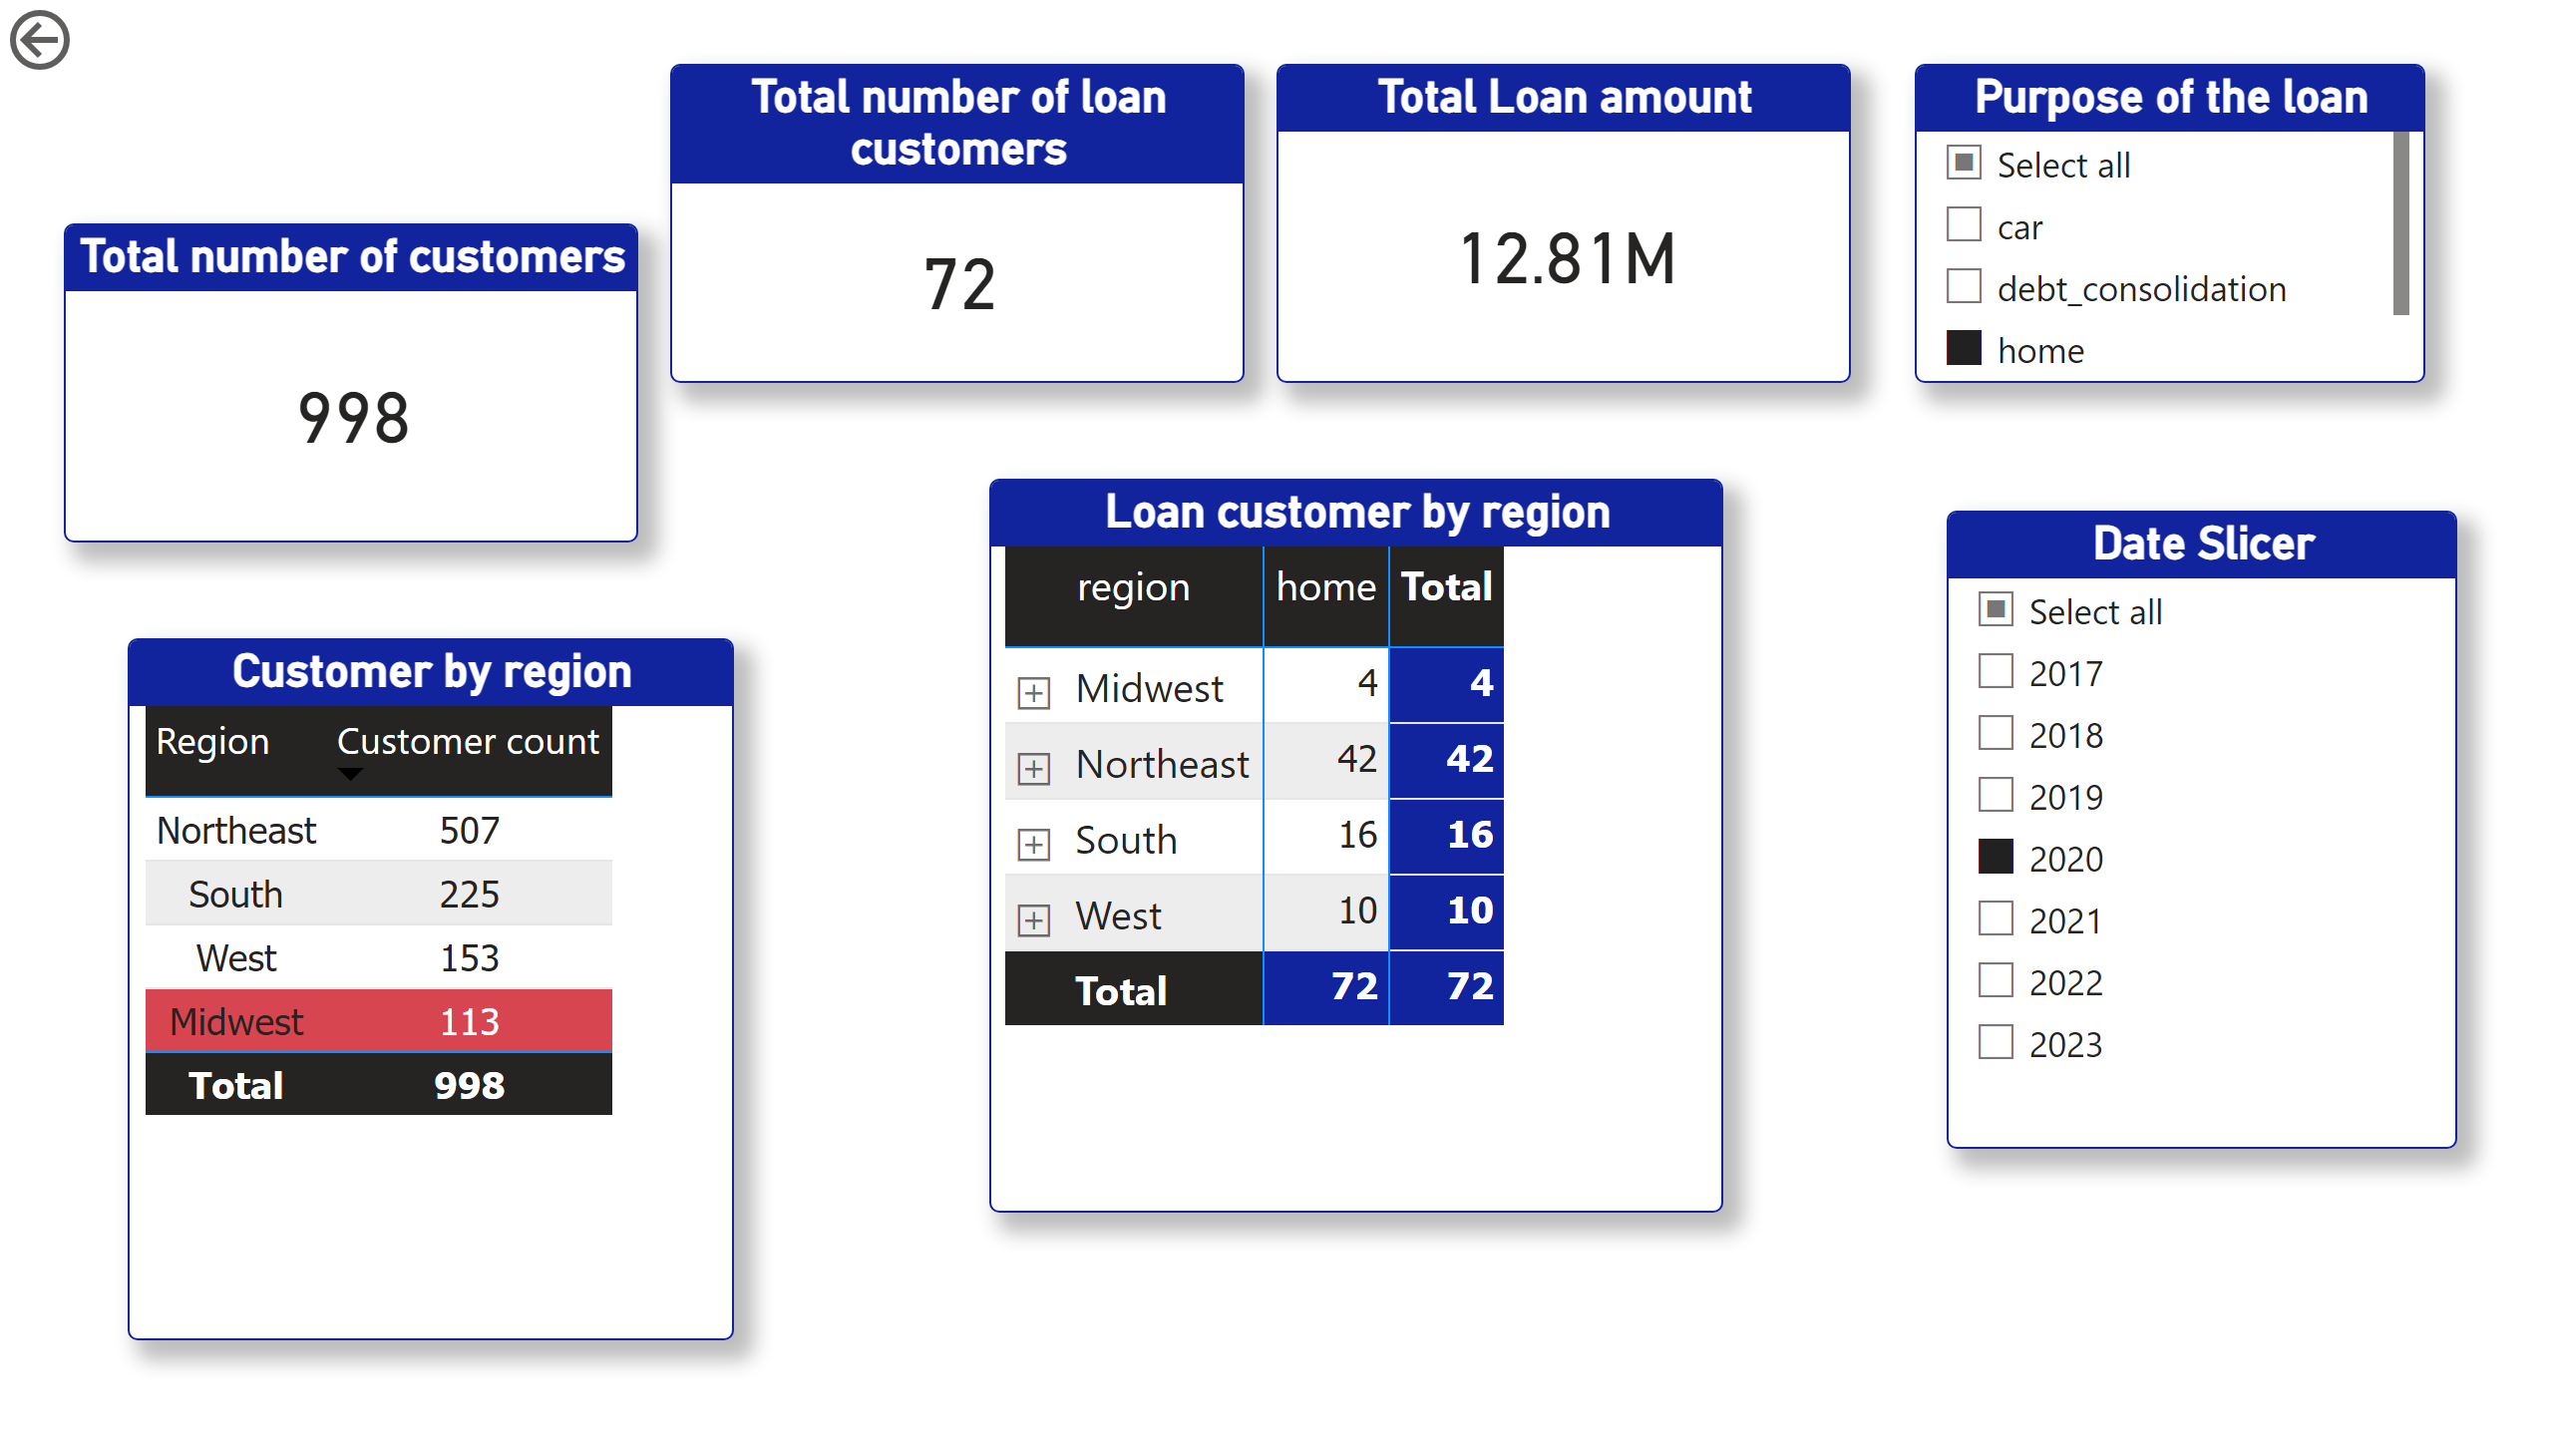 Total number of customers
998
Total number of loan
customers
72
Total Loan amount
12.81M
Purpose of the loan
Select all
car
debt_consolidation
home
Customer by region
Region Customer count
Northeast 507
South 225
West 153
Midwest 113
Total 998
Loan customer by region
region home Total
Midwest 4 4
Northeast 42 42
South 16 16
West 10 10
Total 72 72
Date Slicer
Select all
2017
2018
2019
2020
2021
2022
2023